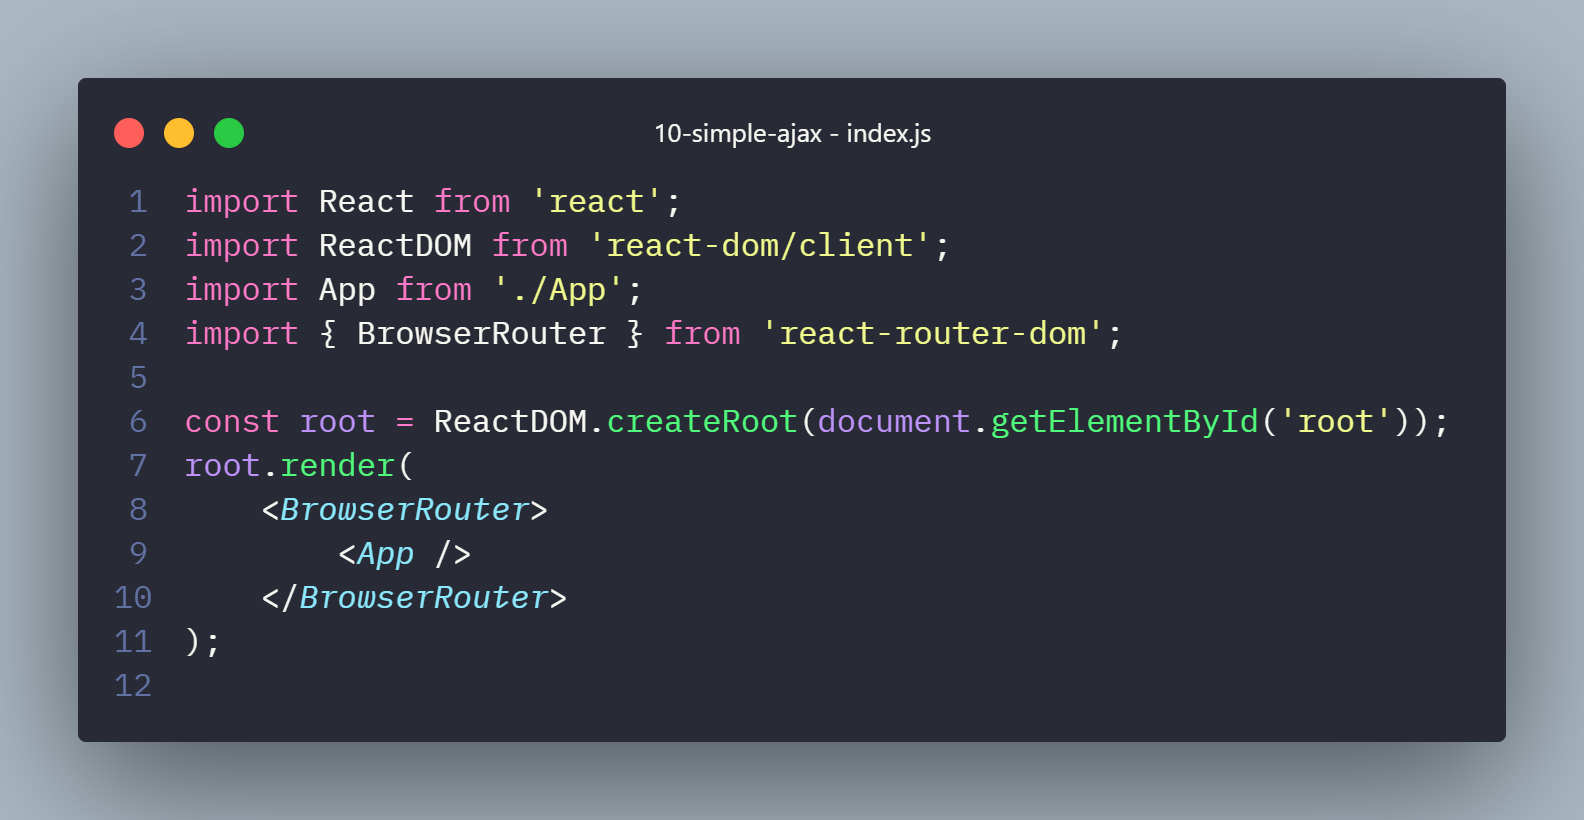 10-simple-ajax - index.js
1 import React from 'react';
2 import ReactDOM from 'react-dom/client';
3 import App from './App';
4 import { BrowserRouter } from 'react-router-dom';
5
6 const root = ReactDOM.createRoot(document.getElementById('root'));
7 root.render(
8     <BrowserRouter>
9         <App />
10     </BrowserRouter>
11 );
12